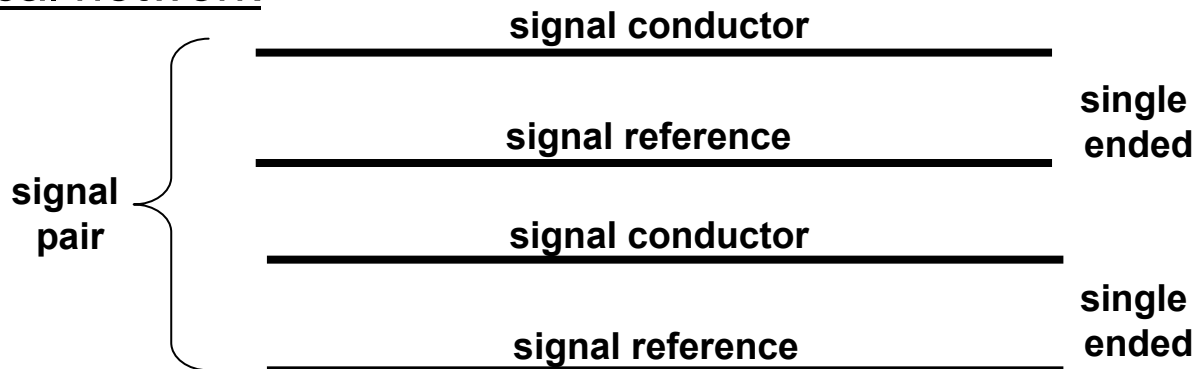 signal conductor
single
ended
signal reference
signal
pair
signal conductor
single
ended
signal reference